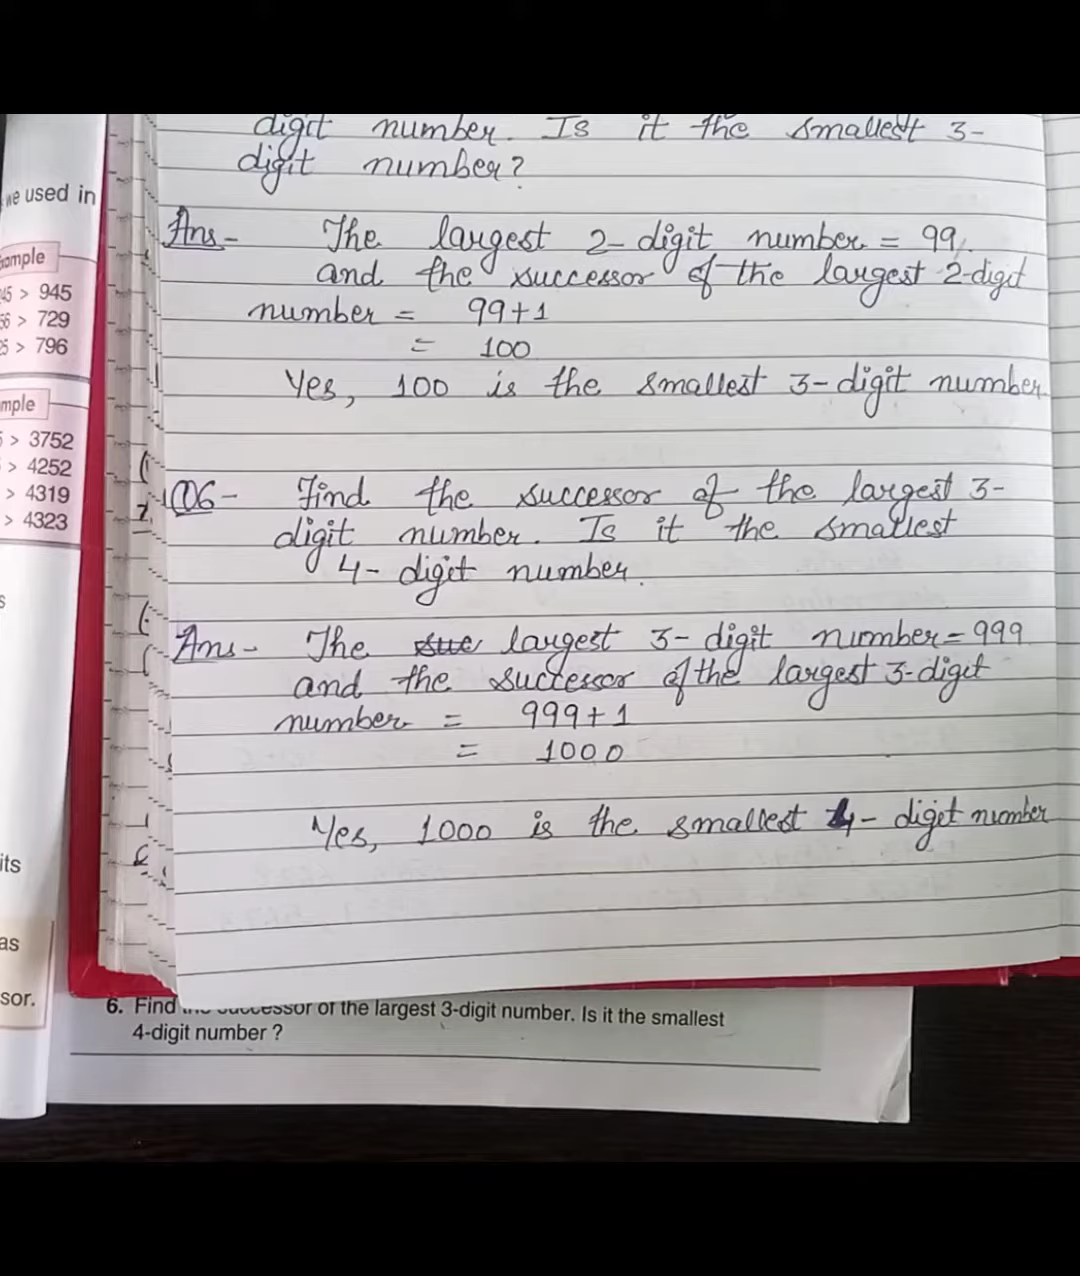 digit number. Is it the smallest 3-
digit number?
Ans- The largest 2-digit number = 99.
and the successor of the largest 2-digit
number = 99+1
= 100
Yes, 100 is the smallest 3-digit number
Q6- Find the successor of the largest 3-
digit number. Is it the smallest
4-digit number.
Ans- The largest 3-digit number = 999
and the successor of the largest 3-digit
number = 999+1
= 1000
Yes, 1000 is the smallest 4-digit number
we used in
945
> 729
> 796
> 3752
> 4252
> 4319
> 4323
its
as
sor.
6. Find successor of the largest 3-digit number. Is it the smallest
4-digit number ?